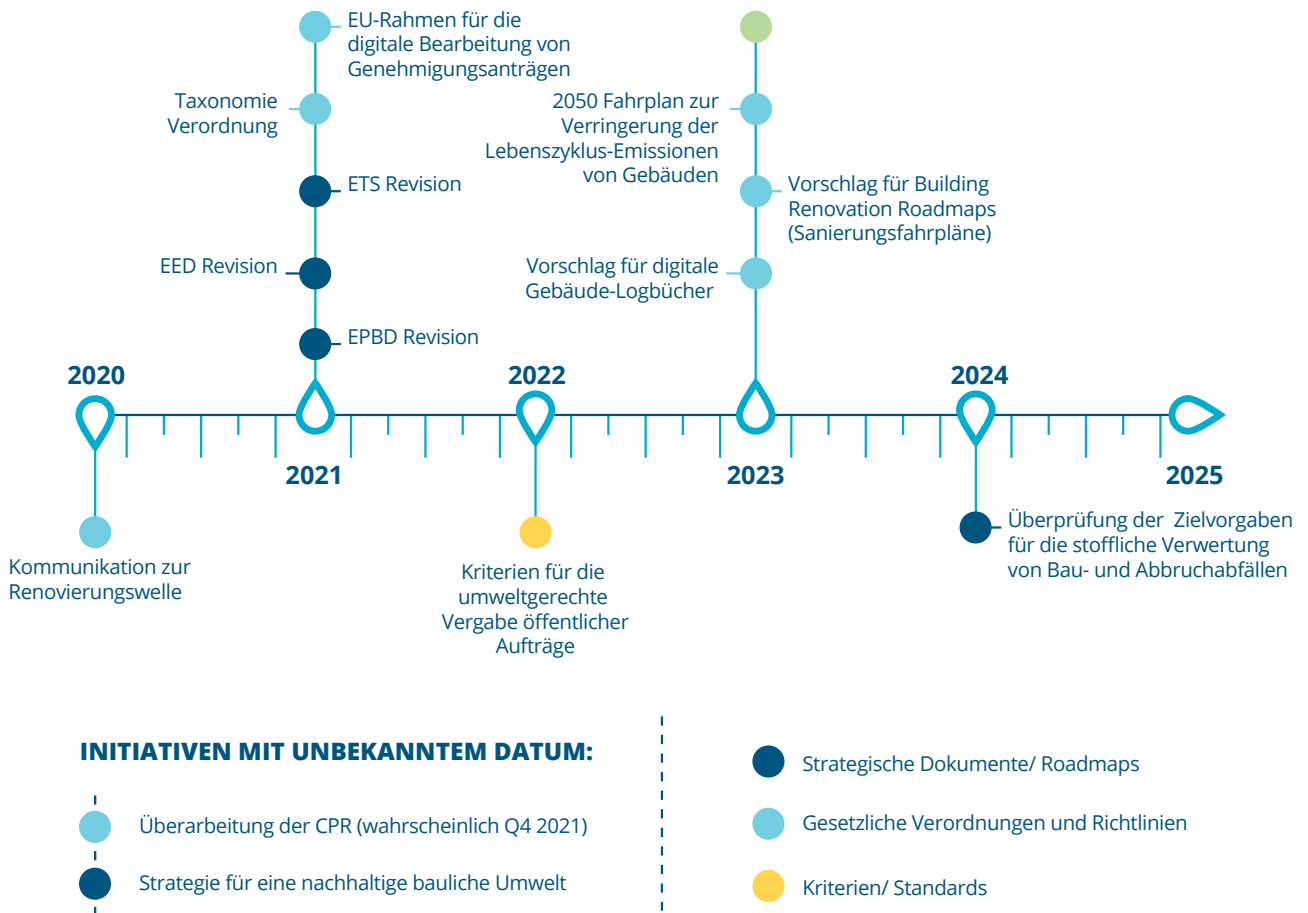 EU-Rahmen für die
digitale Bearbeitung von
Genehmigungsanträgen
Taxonomie
Verordnung
ETS Revision
EED Revision
EPBD Revision
2050 Fahrplan zur
Verringerung der
Lebenszyklus-Emissionen
von Gebäuden
Vorschlag für Building
Renovation Roadmaps
(Sanierungsfahrpläne)
Vorschlag für digitale
Gebäude-Logbücher
2020
2022
2024
2021
2023
2025
Kommunikation zur
Renovierungswelle
Kriterien für die
umweltgerechte
Vergabe öffentlicher
Aufträge
Überprüfung der Zielvorgaben
für die stoffliche Verwertung
von Bau- und Abbruchabfällen
INITIATIVEN MIT UNBEKANNTEM DATUM:
Überarbeitung der CPR (wahrscheinlich Q4 2021)
Strategie für eine nachhaltige bauliche Umwelt
Strategische Dokumente/ Roadmaps
Gesetzliche Verordnungen und Richtlinien
Kriterien/ Standards